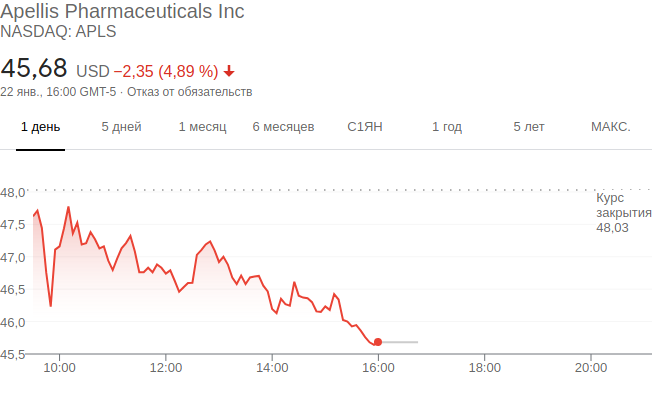 Apellis Pharmaceuticals Inc
NASDAQ: APLS
45,68 USD −2,35 (4,89 %)
22 янв., 16:00 GMT-5 · Отказ от обязательств
1 день 5 дней 1 месяц 6 месяцев С1ЯН 1 год 5 лет МАКС.
48,0
Курс
закрытия
48,03
47,5
47,0
46,5
46,0
45,5
10:00 12:00 14:00 16:00 18:00 20:00